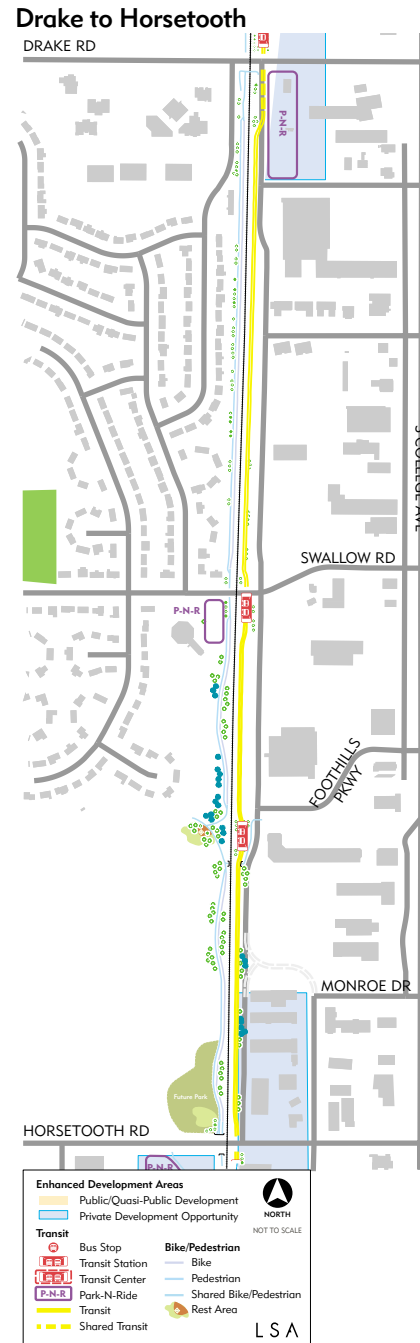 Drake to Horsetooth
DRAKE RD
P-N-R
S COLLEGE AVE
SWALLOW RD
P-N-R
FOOTHILLS
PKWY
MONROE DR
Future Park
HORSETOOTH RD
P-N-R
Enhanced Development Areas
Public/Quasi-Public Development
Private Development Opportunity
NORTH
NOT TO SCALE
Transit
Bus Stop
Transit Station
Transit Center
P-N-R Park-N-Ride
Transit
Shared Transit
Bike/Pedestrian
Bike
Pedestrian
Shared Bike/Pedestrian
Rest Area
LSA